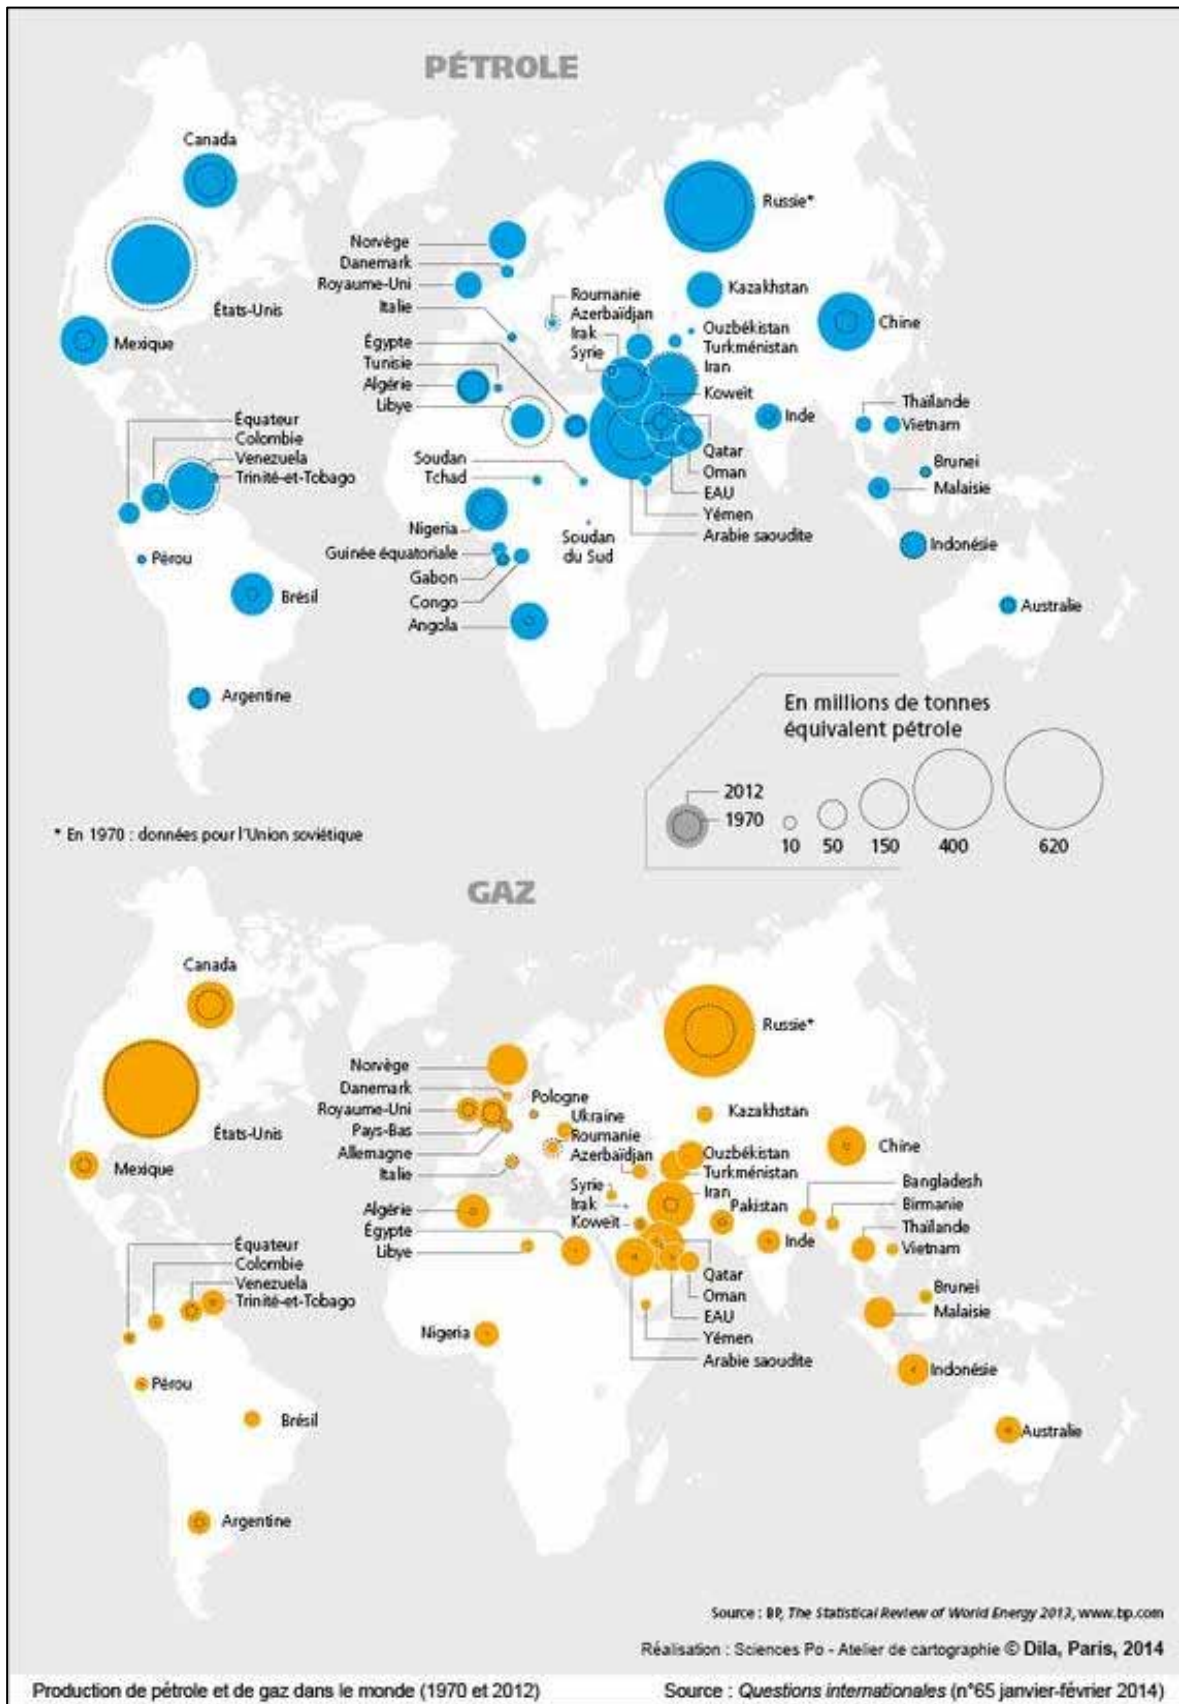 PÉTROLE
Canada
Russie*
Norvège
Danemark
Royaume-Uni
Italie
Roumanie
Azerbaïdjan
Irak
Syrie
Kazakhstan
Ouzbékistan
Turkménistan
Iran
Koweït
Chine
États-Unis
Mexique
Égypte
Tunisie
Algérie
Libye
Inde
Thaïlande
Vietnam
Équateur
Colombie
Venezuela
Trinité-et-Tobago
Soudan
Tchad
Qatar
Oman
EAU
Yémen
Arabie saoudite
Brunei
Malaisie
Nigeria
Guinée équatoriale
Gabon
Congo
Angola
Soudan
du Sud
Indonésie
Pérou
Brésil
Australie
Argentine
En millions de tonnes
équivalent pétrole
2012
1970
10 50 150 400 620
* En 1970 : données pour l'Union soviétique
GAZ
Canada
Russie*
Norvège
Danemark
Royaume-Uni
Pays-Bas
Allemagne
Italie
Pologne
Ukraine
Roumanie
Azerbaïdjan
Kazakhstan
Ouzbékistan
Turkménistan
Iran
Chine
États-Unis
Mexique
Syrie
Irak
Koweït
Pakistan
Bangladesh
Birmanie
Thaïlande
Vietnam
Algérie
Égypte
Libye
Inde
Équateur
Colombie
Venezuela
Trinité-et-Tobago
Qatar
Oman
EAU
Yémen
Arabie saoudite
Brunei
Malaisie
Nigeria
Indonésie
Pérou
Brésil
Australie
Argentine
Source : BP, The Statistical Review of World Energy 2013, www.bp.com
Réalisation : Sciences Po - Atelier de cartographie © Dila, Paris, 2014
Production de pétrole et de gaz dans le monde (1970 et 2012)
Source : Questions internationales (n°65 janvier-février 2014)